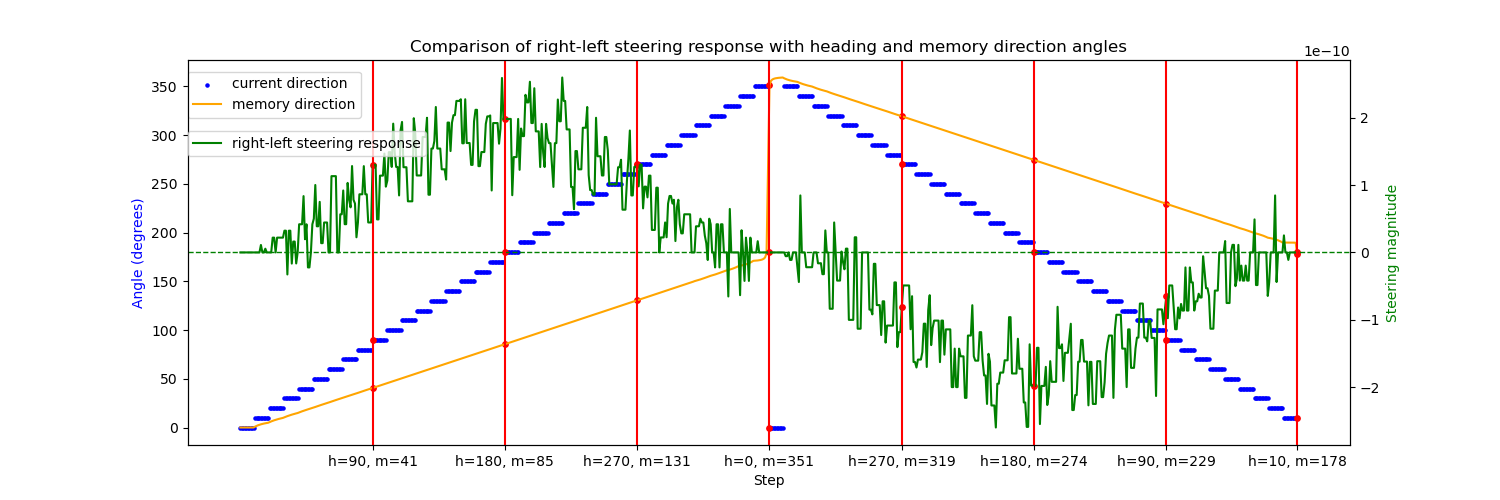 Comparison of right-left steering response with heading and memory direction angles
1e−10
current direction
memory direction
right-left steering response
350
300
250
200
150
100
50
0
Angle (degrees)
2
1
0
−1
−2
Steering magnitude
h=90, m=41 h=180, m=85 h=270, m=131 h=0, m=351 h=270, m=319 h=180, m=274 h=90, m=229 h=10, m=178
Step